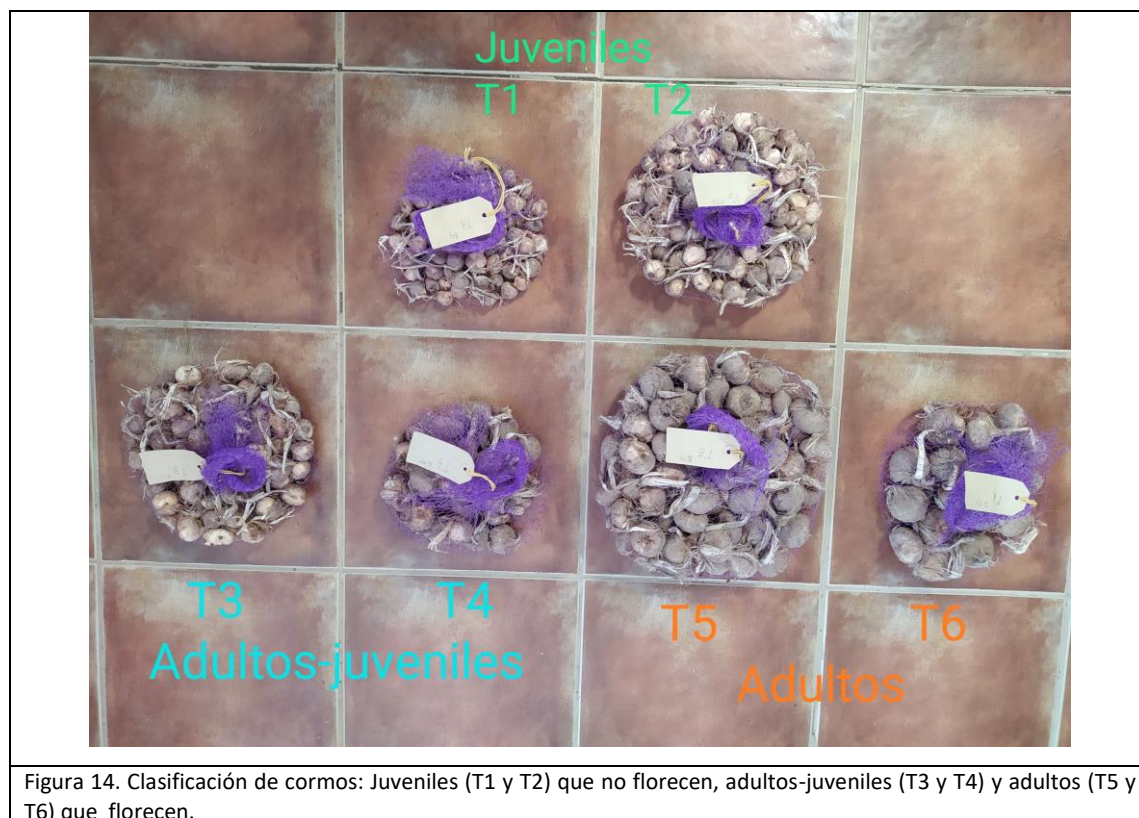 Juveniles
T1 T2
T3 T4
Adultos-juveniles
T5 T6
Adultos
Figura 14. Clasificación de cormos: Juveniles (T1 y T2) que no florecen, adultos-juveniles (T3 y T4) y adultos (T5 y
T6) que florecen.